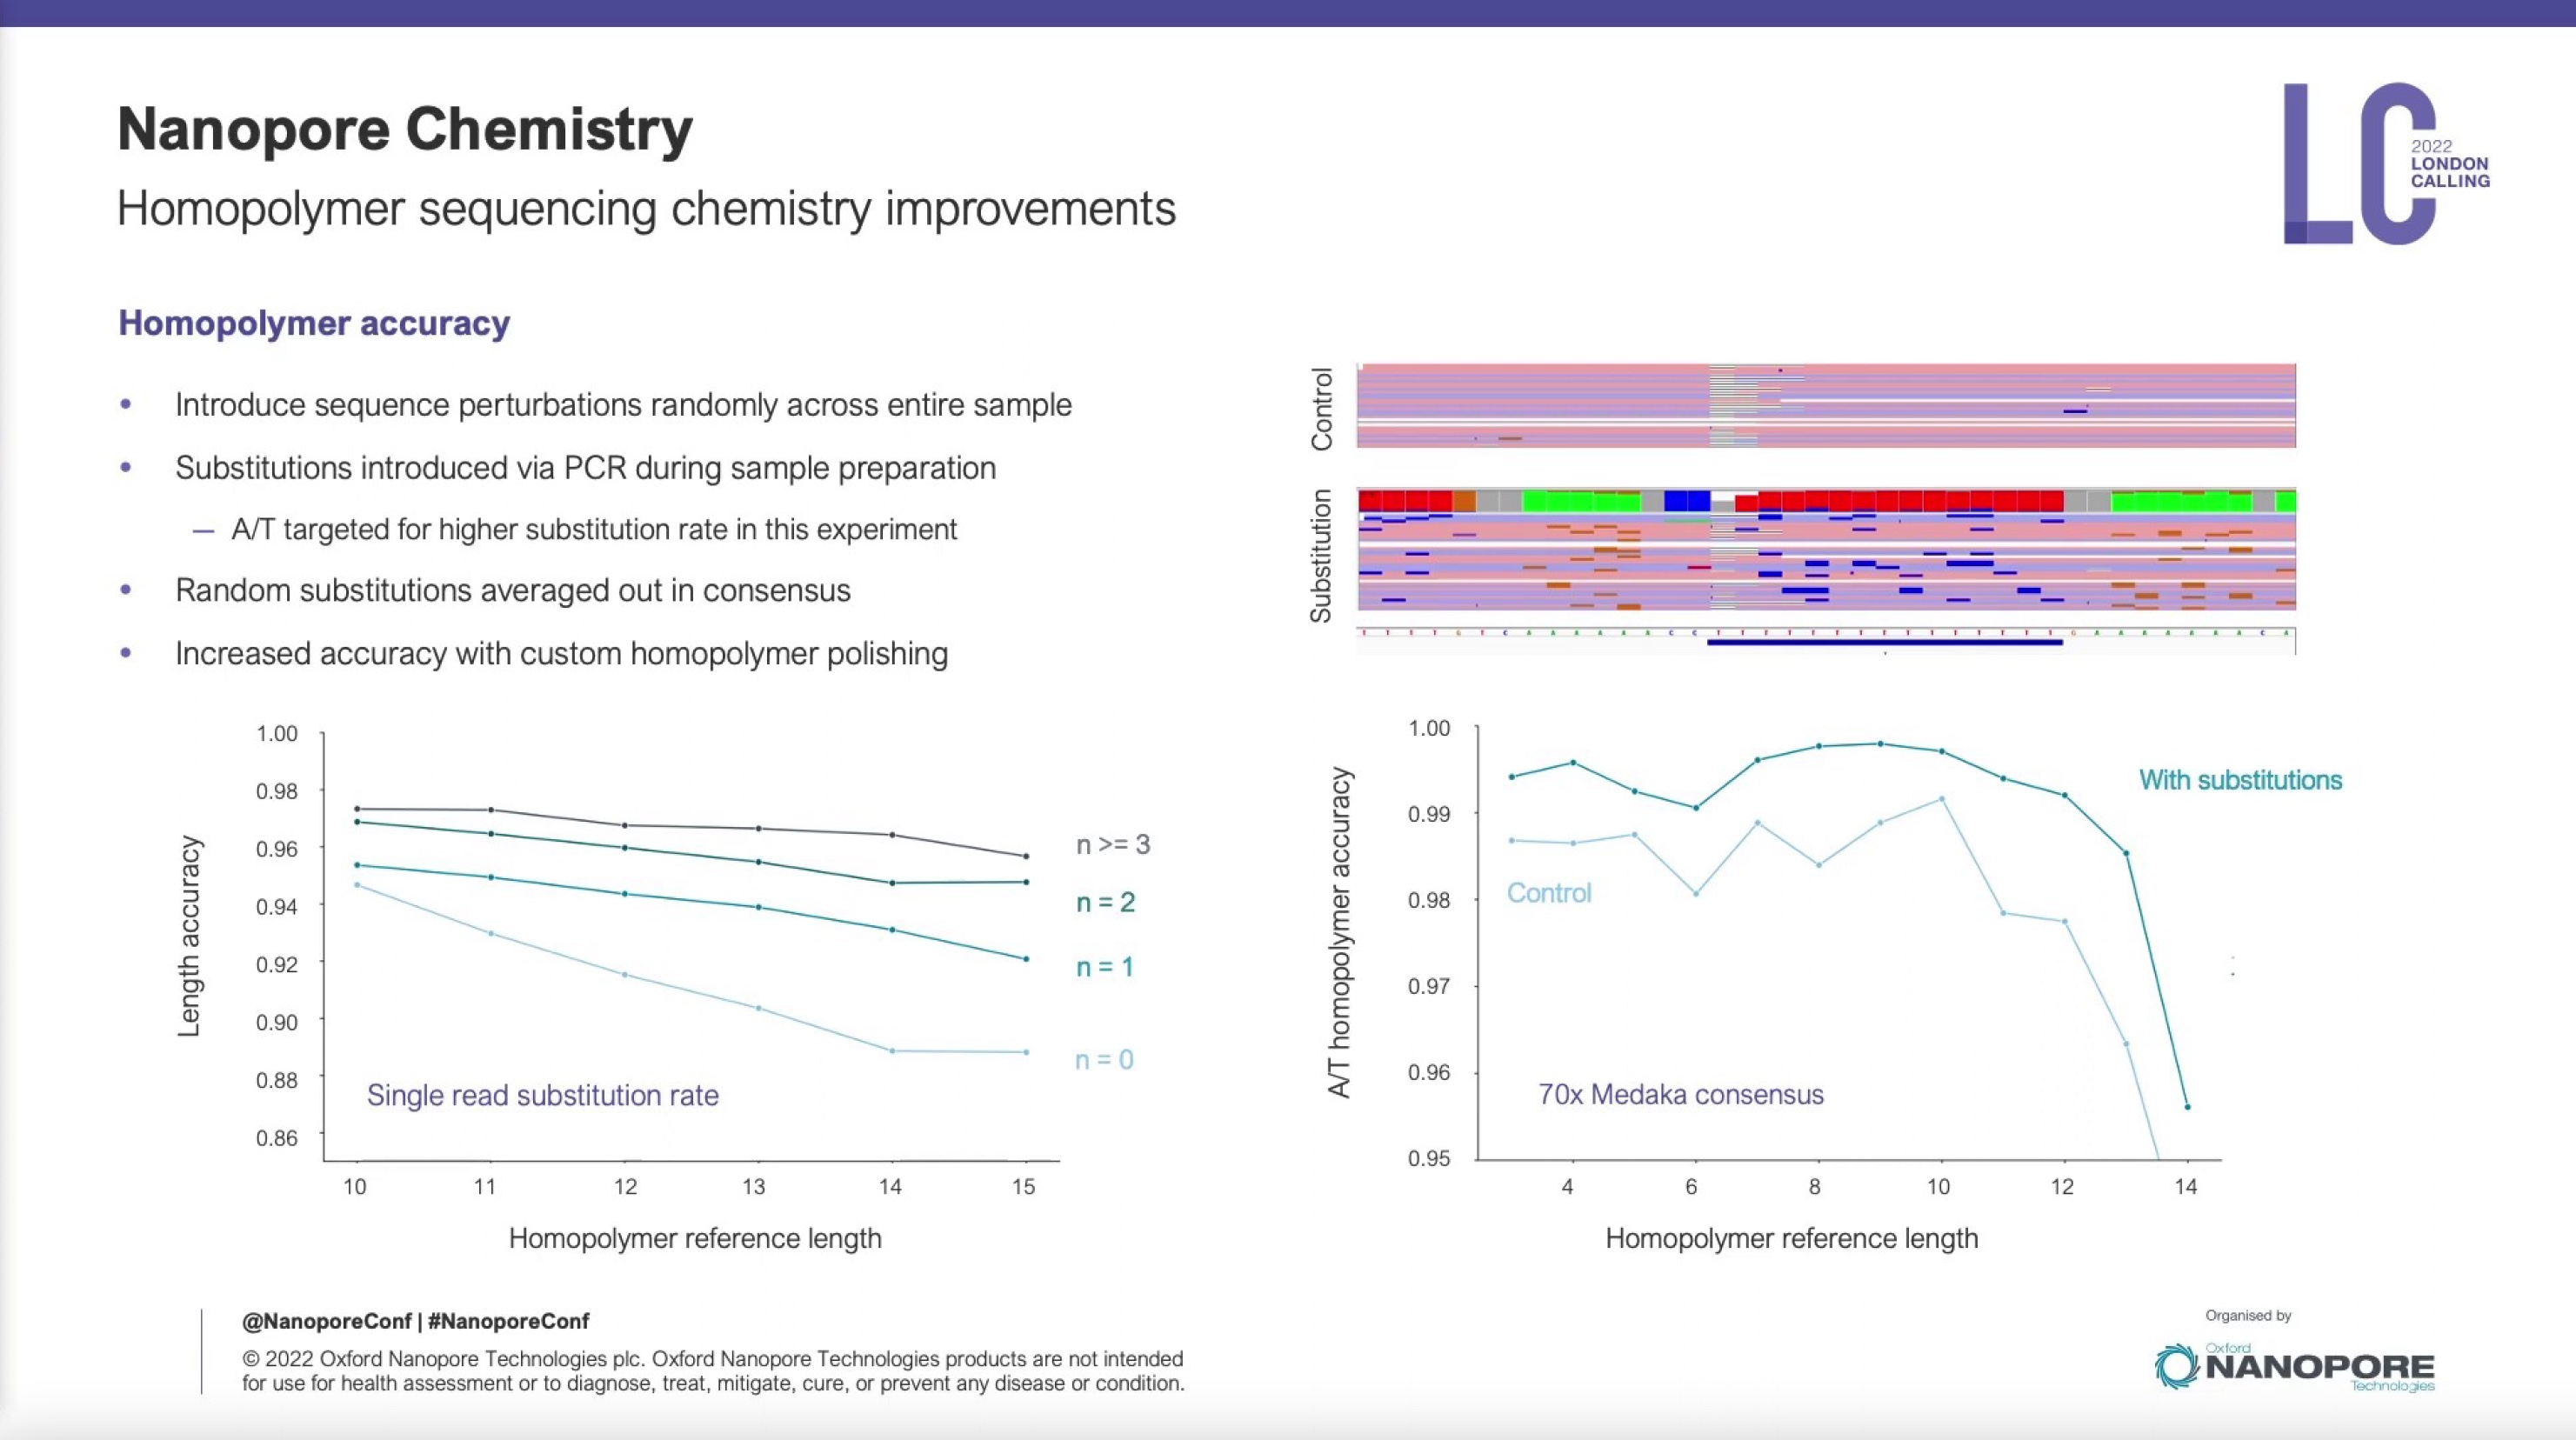 Nanopore Chemistry
Homopolymer sequencing chemistry improvements
2022
LONDON
CALLING
LC
Homopolymer accuracy
• Introduce sequence perturbations randomly across entire sample
• Substitutions introduced via PCR during sample preparation
– A/T targeted for higher substitution rate in this experiment
• Random substitutions averaged out in consensus
• Increased accuracy with custom homopolymer polishing
Control
Substitution
T T T T G T C A A A A A A C C T T T T T T T T T T T T T T T G A A A A A A A C A
Length accuracy
1.00
0.98
0.96
0.94
0.92
0.90
0.88
0.86
n >= 3
n = 2
n = 1
n = 0
Single read substitution rate
10 11 12 13 14 15
Homopolymer reference length
A/T homopolymer accuracy
1.00
0.99
0.98
0.97
0.96
0.95
With substitutions
Control
70x Medaka consensus
4 6 8 10 12 14
Homopolymer reference length
@NanoporeConf | #NanoporeConf
© 2022 Oxford Nanopore Technologies plc. Oxford Nanopore Technologies products are not intended
for use for health assessment or to diagnose, treat, mitigate, cure, or prevent any disease or condition.
Organised by
Oxford
NANOPORE
Technologies